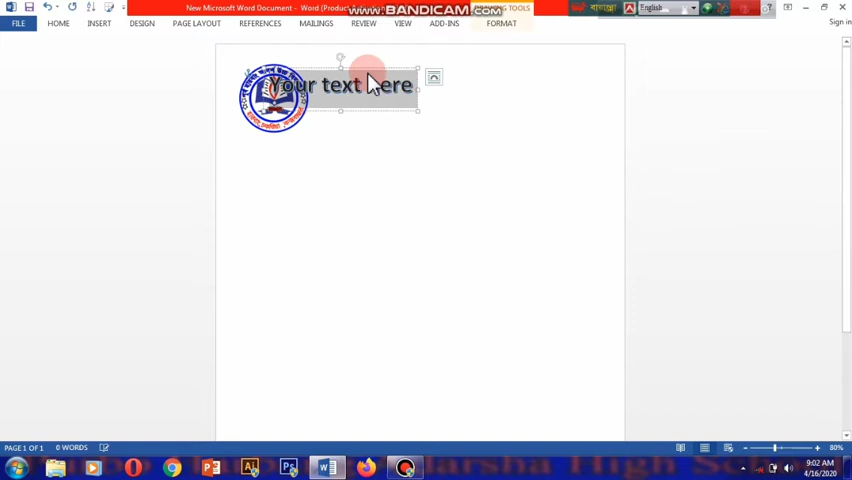 New Microsoft Word Document - Word (Product
www.BANDICAM.com
TOOLS
বাংলা
English
FILE
HOME
INSERT
DESIGN
PAGE LAYOUT
REFERENCES
MAILINGS
REVIEW
VIEW
ADD-INS
FORMAT
Sign in
Your text here
PAGE 1 OF 1
0 WORDS
80%
9:02 AM
4/16/2020